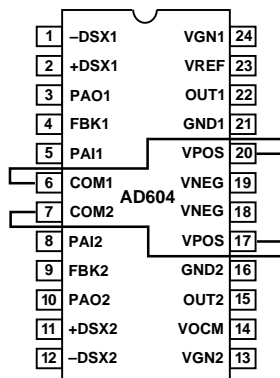 1 –DSX1 VGN1 24
2 +DSX1 VREF 23
3 PAO1 OUT1 22
4 FBK1 GND1 21
5 PAI1 VPOS 20
6 COM1 VNEG 19
AD604
7 COM2 VNEG 18
8 PAI2 VPOS 17
9 FBK2 GND2 16
10 PAO2 OUT2 15
11 +DSX2 VOCM 14
12 –DSX2 VGN2 13